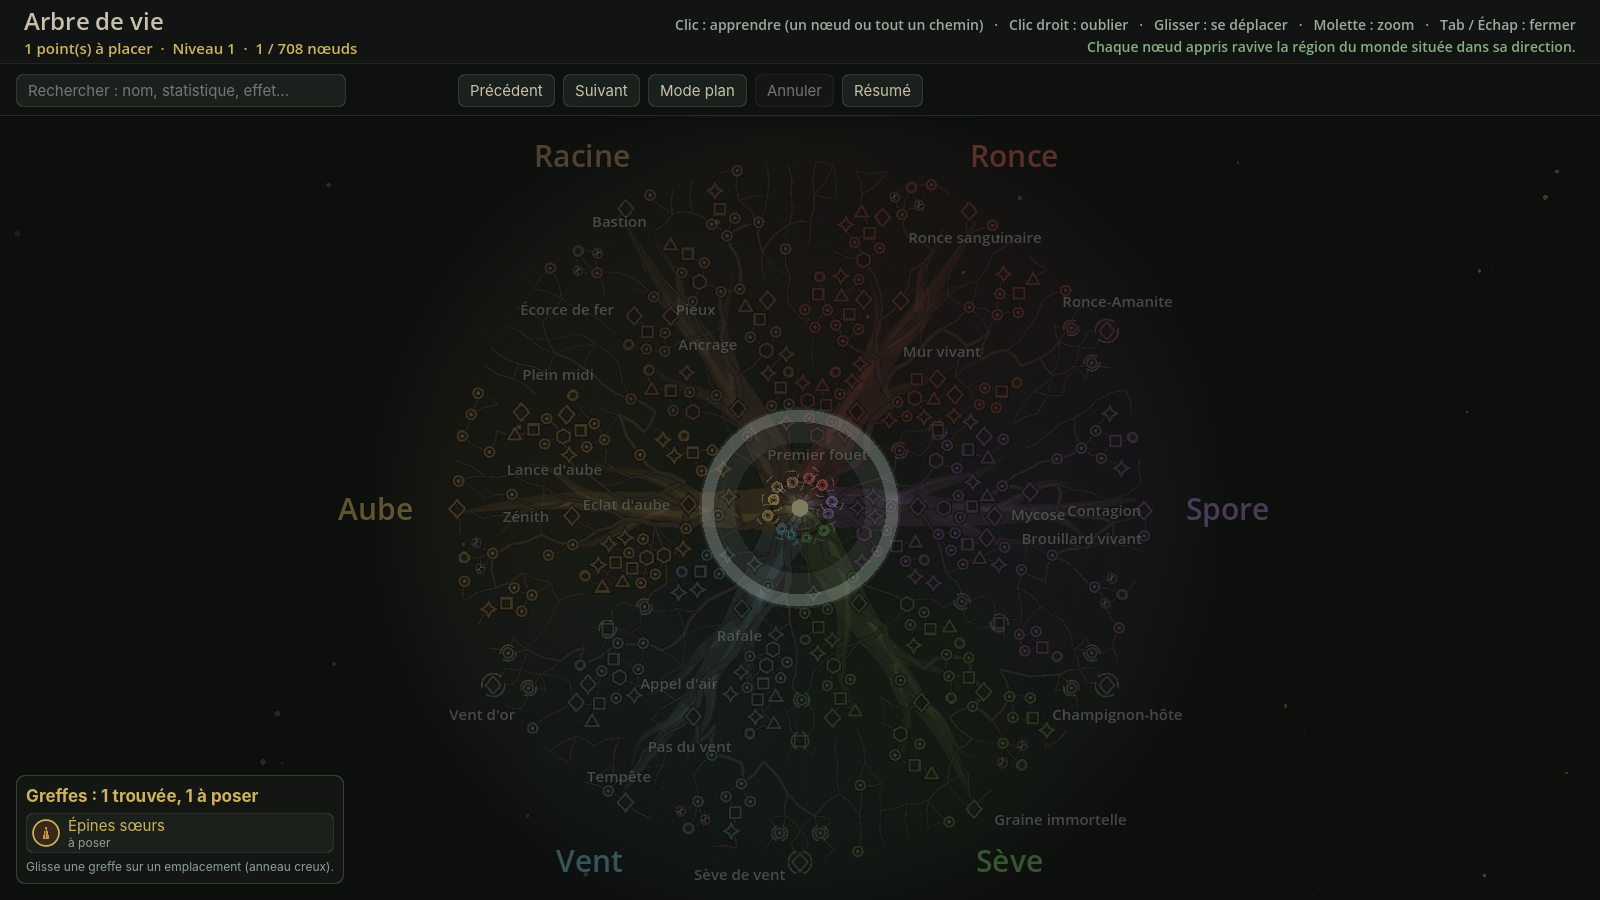 Arbre de vie
1 point(s) à placer · Niveau 1 · 1 / 708 nœuds
Clic : apprendre (un nœud ou tout un chemin) · Clic droit : oublier · Glisser : se déplacer · Molette : zoom · Tab / Échap : fermer
Chaque nœud appris ravive la région du monde située dans sa direction.
Rechercher : nom, statistique, effet...
Précédent
Suivant
Mode plan
Annuler
Résumé
Racine
Ronce
Bastion
Ronce sanguinaire
Ronce-Amanite
Écorce de fer
Pieux
Ancrage
Mur vivant
Plein midi
Premier fouet
Lance d'aube
Éclat d'aube
Aube
Zénith
Mycose
Contagion
Spore
Brouillard vivant
Rafale
Appel d'air
Vent d'or
Champignon-hôte
Pas du vent
Tempête
Graine immortelle
Vent
Sève
Sève de vent
Greffes : 1 trouvée, 1 à poser
Épines sœurs
à poser
Glisse une greffe sur un emplacement (anneau creux).